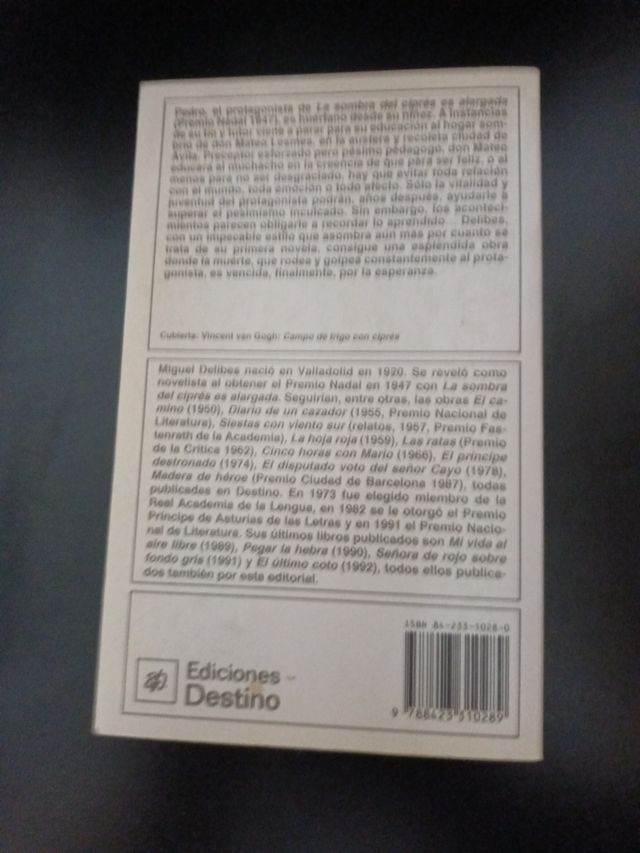 Pedro, el protagonista de La sombra del ciprés es alargada
(Premio Nadal 1947), es huérfano desde su niñez. A instancias
de su tío y tutor viene a parar para su educación al hogar som-
brío de don Mateo Lesmes, en la austera y recoleta ciudad de
Ávila. Preceptor esforzado pero pésimo pedagogo, don Mateo
educará al muchacho en la creencia de que para ser feliz, o al
menos para no ser desgraciado, hay que evitar toda relación
con el mundo, toda emoción o todo afecto. Sólo la vitalidad y
juventud del protagonista podrán, años después, ayudarle a
superar el pesimismo inculcado. Sin embargo, los aconteci-
mientos parecen obligarle a recordar lo aprendido... Delibes,
con un impecable estilo que asombra aún más por cuanto se
trata de su primera novela, consigue una espléndida obra
donde la muerte, que rodea y golpea constantemente al prota-
gonista, es vencida, finalmente, por la esperanza.
Cubierta: Vincent van Gogh: Campo de trigo con ciprés
Miguel Delibes nació en Valladolid en 1920. Se reveló como
novelista al obtener el Premio Nadal en 1947 con La sombra
del ciprés es alargada. Seguirían, entre otras, las obras El ca-
mino (1950), Diario de un cazador (1955, Premio Nacional de
Literatura), Siestas con viento sur (relatos, 1957, Premio Fas-
tenrath de la Academia), La hoja roja (1959), Las ratas (Premio
de la Crítica 1962), Cinco horas con Mario (1966), El príncipe
destronado (1974), El disputado voto del señor Cayo (1978),
Madera de héroe (Premio Ciudad de Barcelona 1987), todas
publicadas en Destino. En 1973 fue elegido miembro de la
Real Academia de la Lengua, en 1982 se le otorgó el Premio
Príncipe de Asturias de las Letras y en 1991 el Premio Nacio-
nal de Literatura. Sus últimos libros publicados son Mi vida al
aire libre (1989), Pegar la hebra (1990), Señora de rojo sobre
fondo gris (1991) y El último coto (1992), todos ellos publica-
dos también por esta editorial.
ISBN 84-233-1028-0
Ediciones
Destino
9 788423 310289